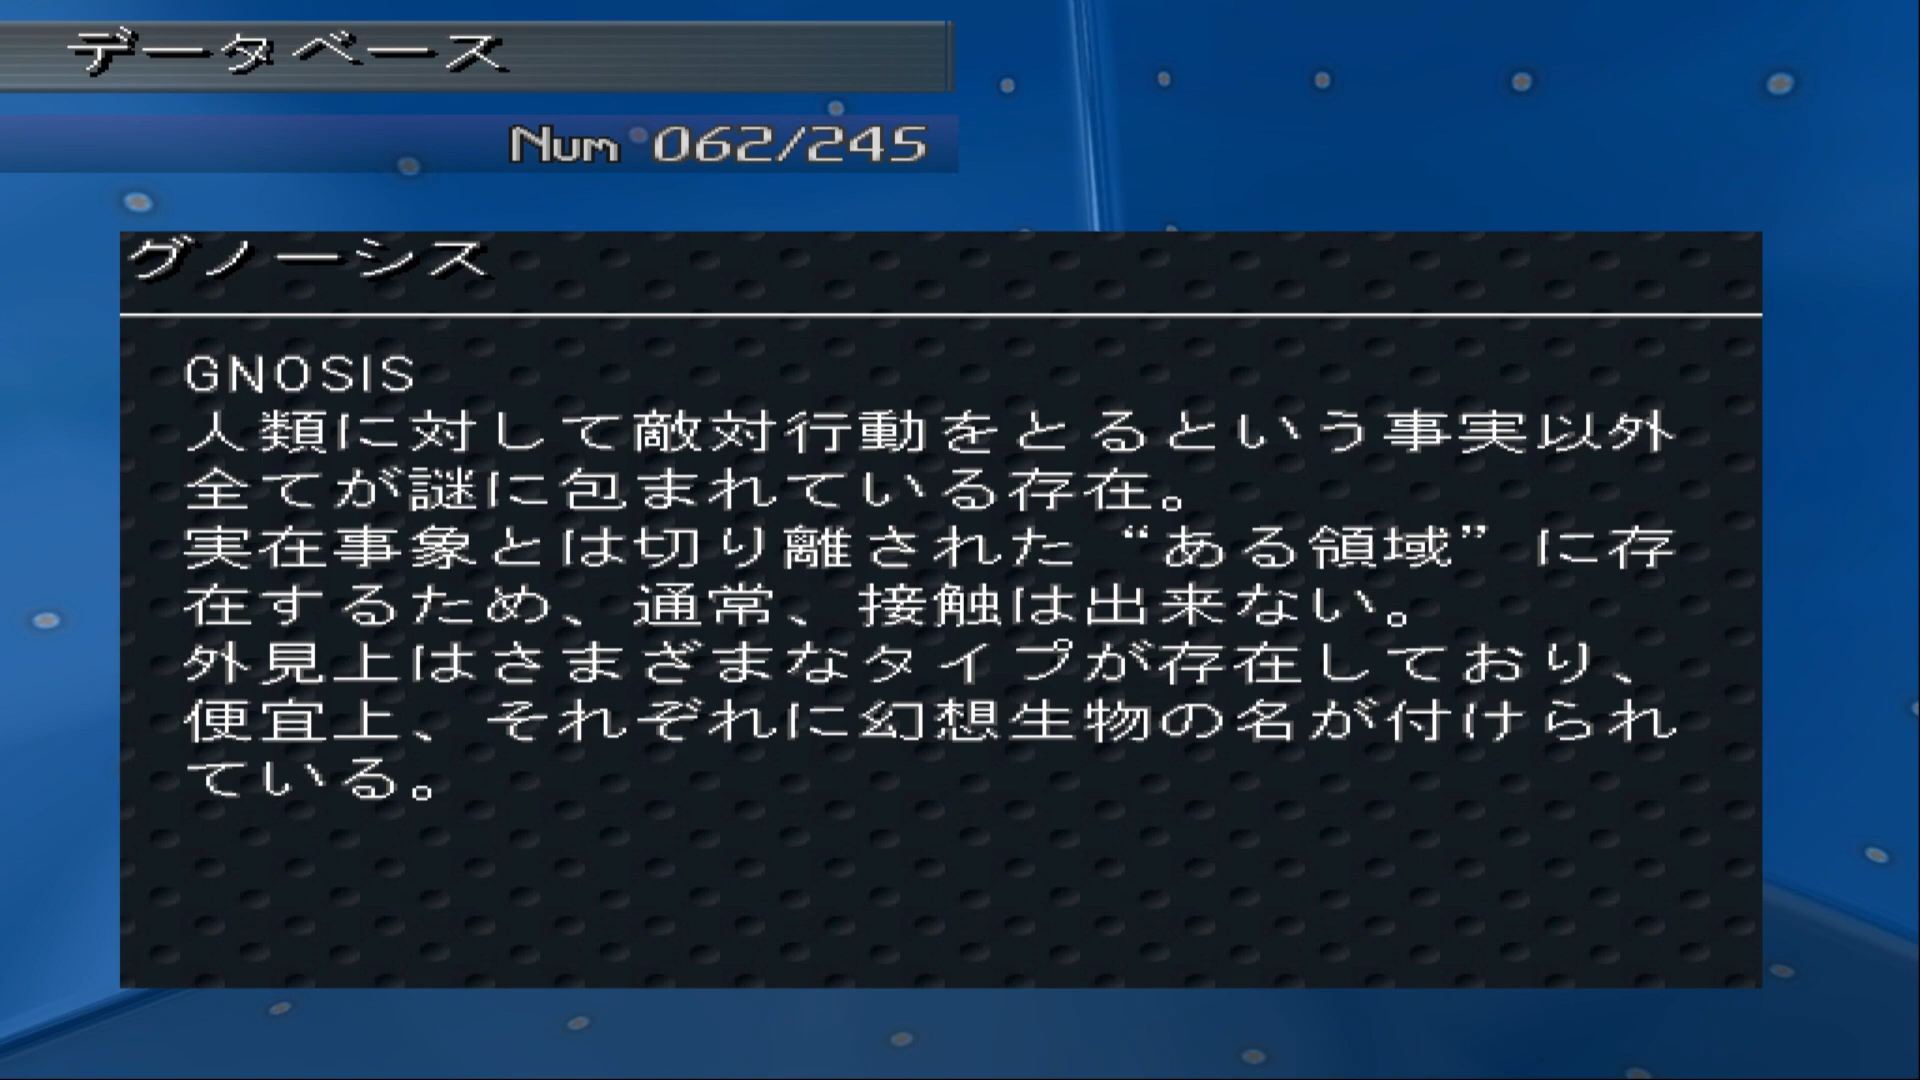 データベース
Num 062/245
グノーシス
GNOSIS
人類に対して敵対行動をとるという事実以外
全てが謎に包まれている存在。
実在事象とは切り離された“ある領域”に存
在するため、通常、接触は出来ない。
外見上はさまざまなタイプが存在しており、
便宜上、それぞれに幻想生物の名が付けられ
ている。